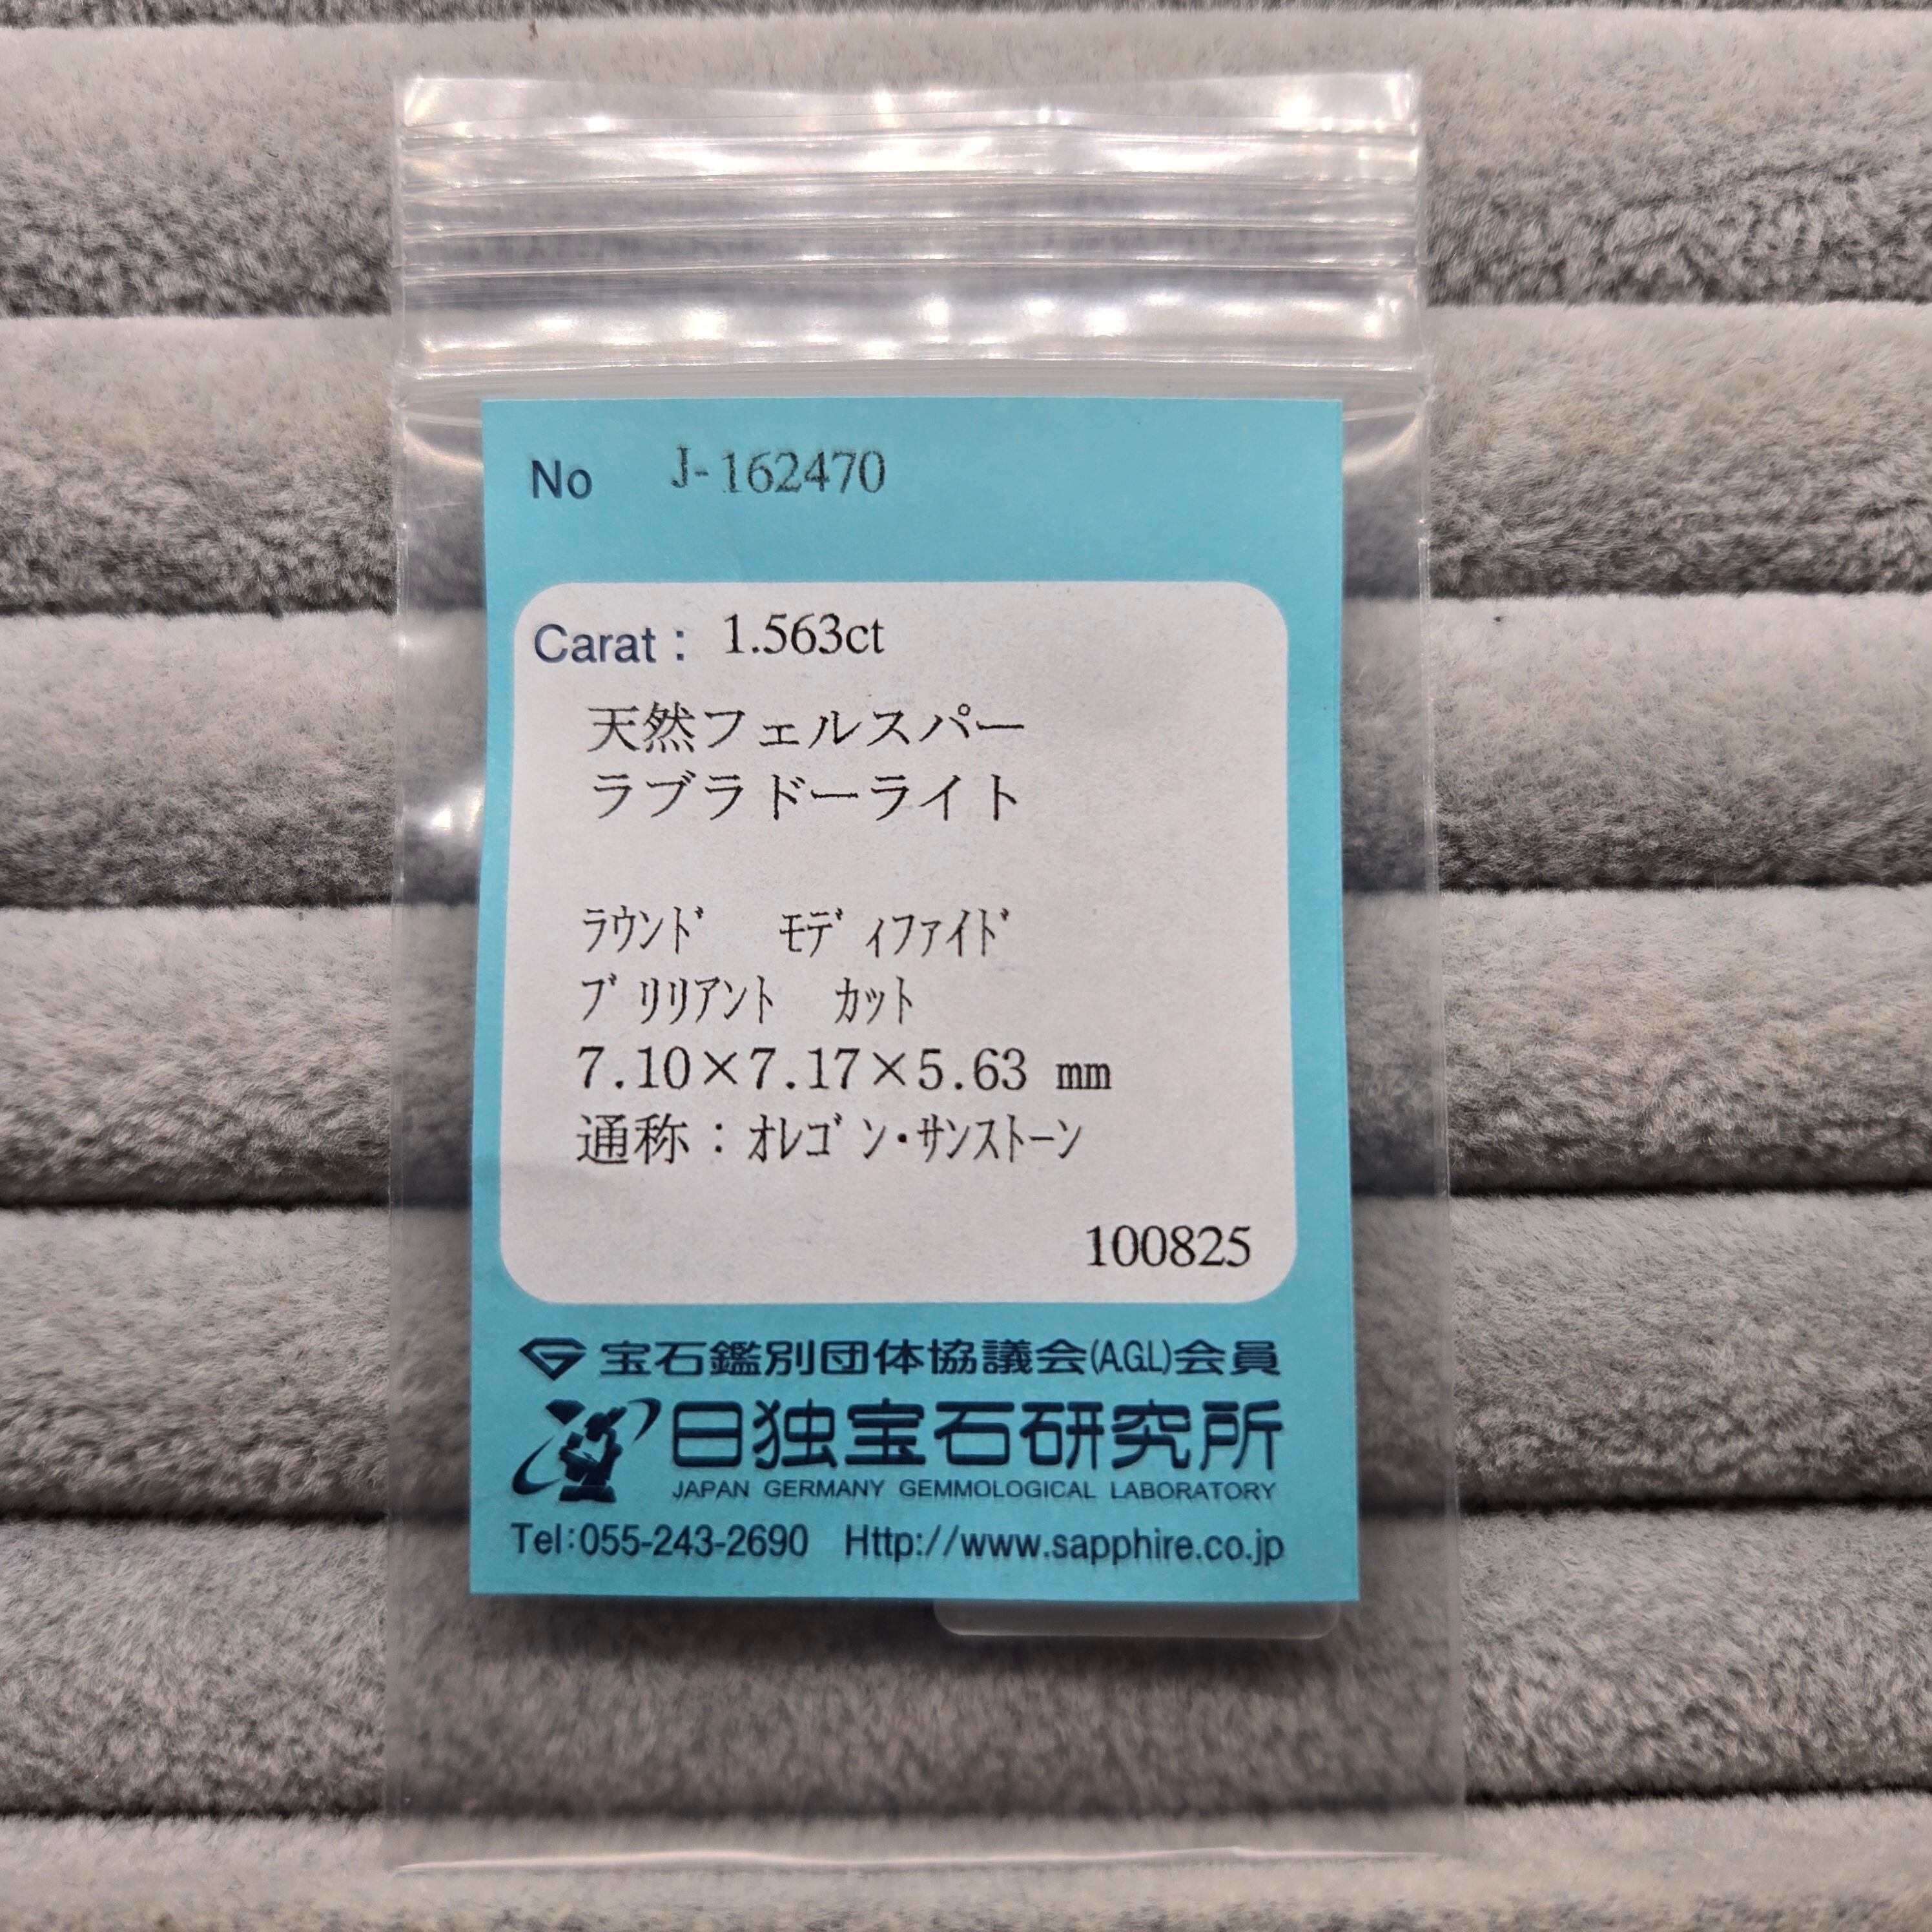 No J-162470
Carat : 1.563ct
天然フェルスパー
ラブラドーライト
ﾗｳﾝﾄﾞ ﾓﾃﾞｨﾌｧｲﾄﾞ
ﾌﾞﾘﾘｱﾝﾄ ｶｯﾄ
7.10×7.17×5.63 mm
通称：ｵﾚｺﾞﾝ・ｻﾝｽﾄｰﾝ
100825
宝石鑑別団体協議会(AGL)会員
日独宝石研究所
JAPAN GERMANY GEMMOLOGICAL LABORATORY
Tel:055-243-2690 Http://www.sapphire.co.jp